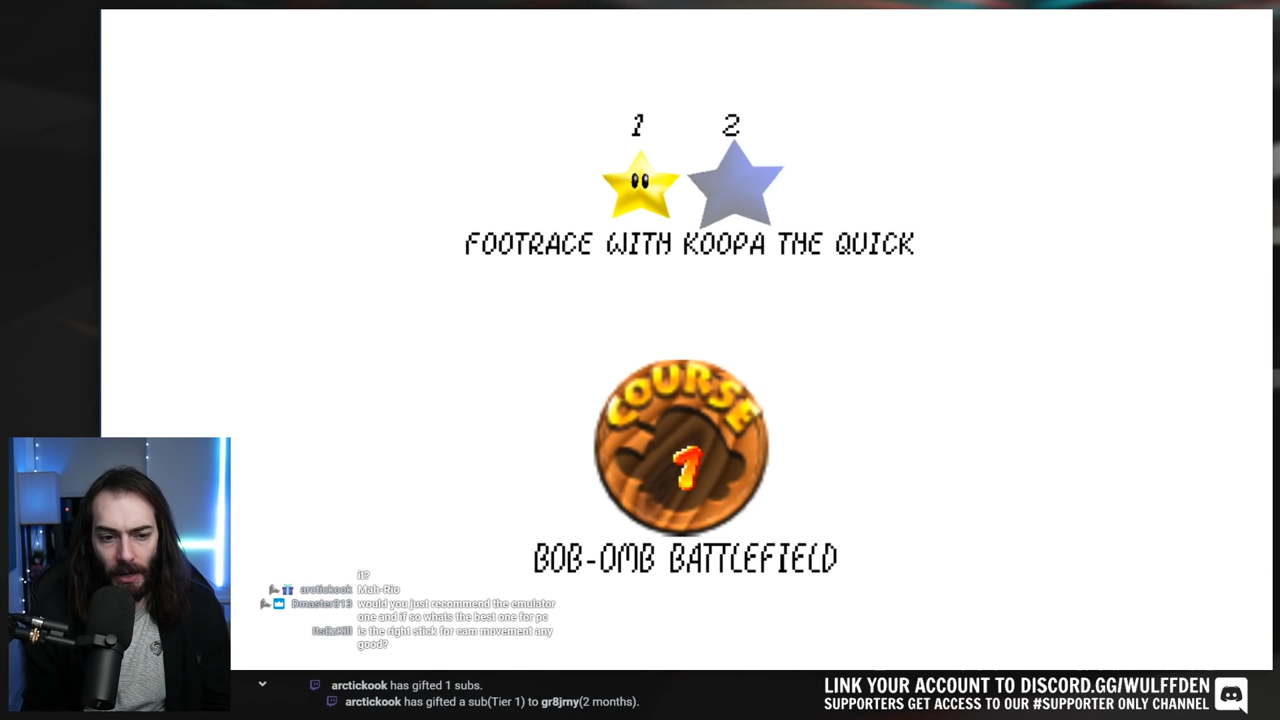 1 2
FOOTRACE WITH KOOPA THE QUICK
COURSE
1
BOB-OMB BATTLEFIELD
it?
arctickook Mah-Rio
Dmaster313 would you just recommend the emulator
one and if so whats the best one for pc
ItsEzKill is the right stick for cam movement any
good?
arctickook has gifted 1 subs.
arctickook has gifted a sub(Tier 1) to gr8jrny(2 months).
LINK YOUR ACCOUNT TO DISCORD.GG/WULFFDEN
SUPPORTERS GET ACCESS TO OUR #SUPPORTER ONLY CHANNEL